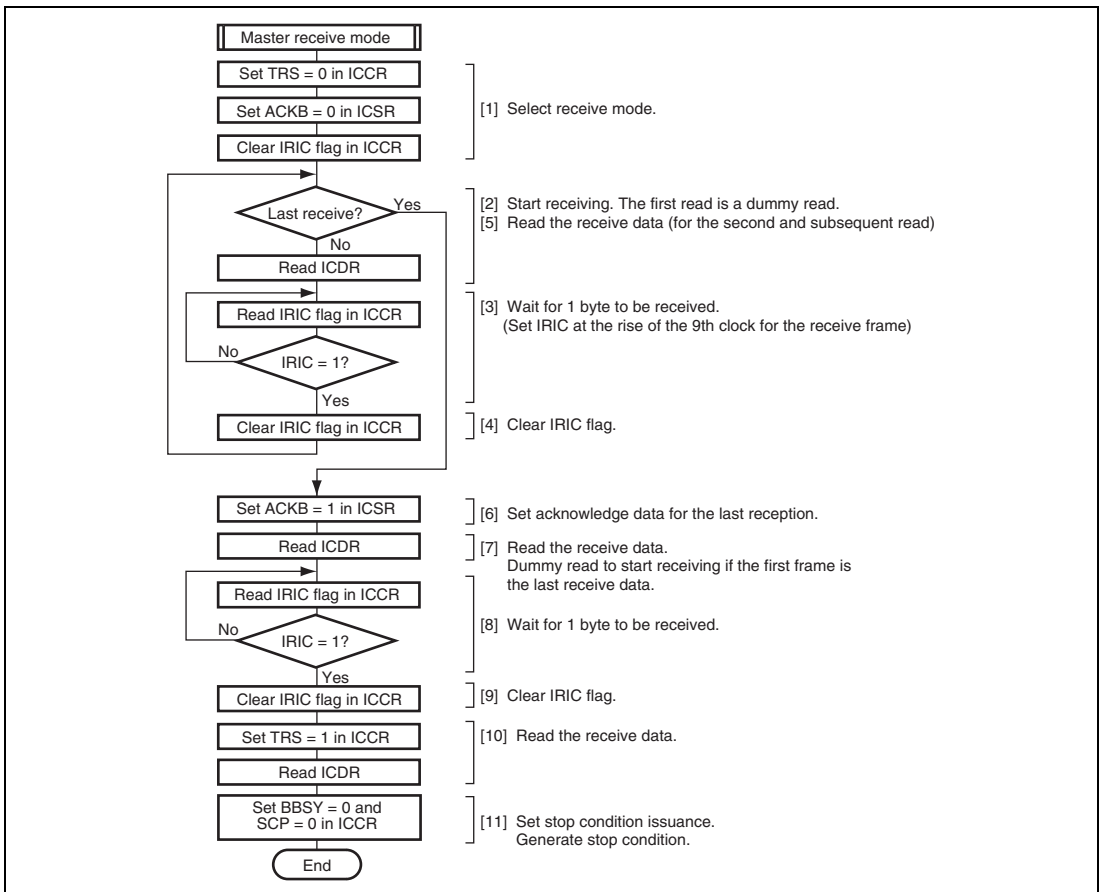 Master receive mode
Set TRS = 0 in ICCR
Set ACKB = 0 in ICSR
[1] Select receive mode.
Clear IRIC flag in ICCR
Last receive?
Yes
[2] Start receiving. The first read is a dummy read.
[5] Read the receive data (for the second and subsequent read)
No
Read ICDR
Read IRIC flag in ICCR
[3] Wait for 1 byte to be received.
(Set IRIC at the rise of the 9th clock for the receive frame)
No
IRIC = 1?
Yes
Clear IRIC flag in ICCR
[4] Clear IRIC flag.
Set ACKB = 1 in ICSR
[6] Set acknowledge data for the last reception.
Read ICDR
[7] Read the receive data.
Dummy read to start receiving if the first frame is
the last receive data.
Read IRIC flag in ICCR
[8] Wait for 1 byte to be received.
No
IRIC = 1?
Yes
Clear IRIC flag in ICCR
[9] Clear IRIC flag.
Set TRS = 1 in ICCR
[10] Read the receive data.
Read ICDR
Set BBSY = 0 and
SCP = 0 in ICCR
[11] Set stop condition issuance.
Generate stop condition.
End